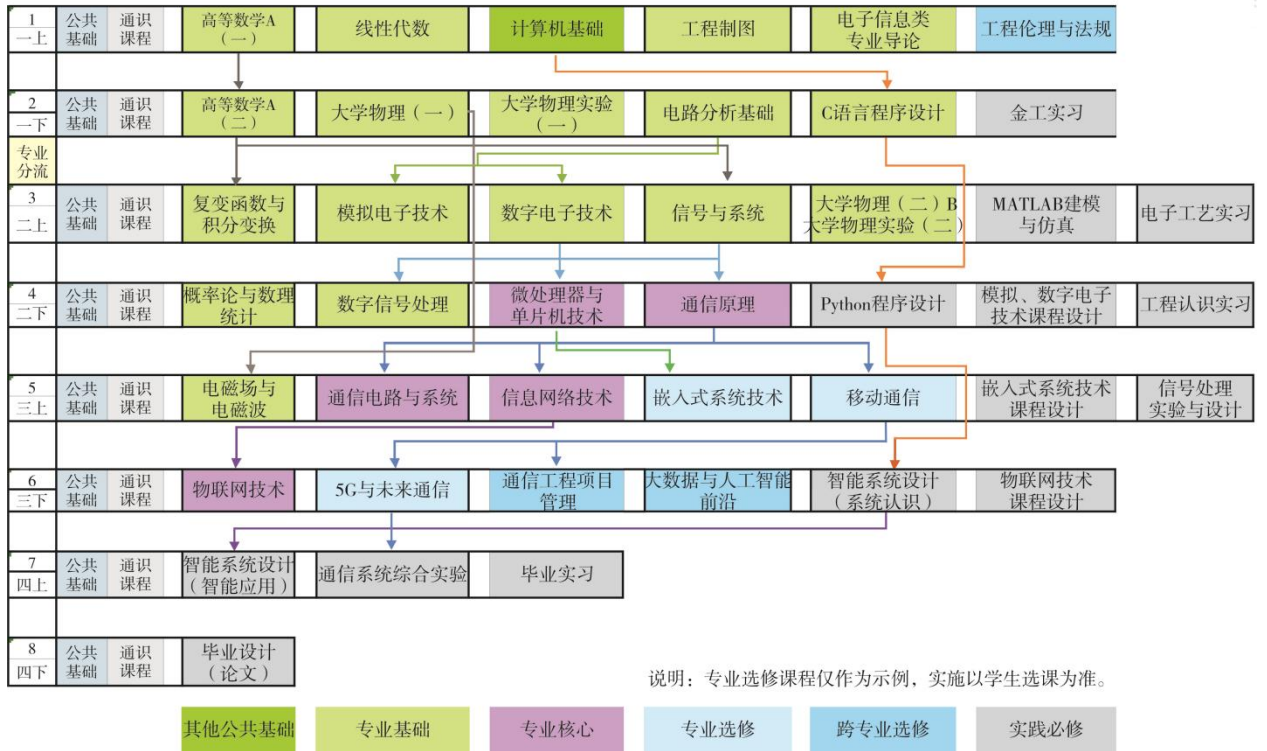 1
一上
公共
基础
通识
课程
高等数学A
（一）
线性代数
计算机基础
工程制图
电子信息类
专业导论
工程伦理与法规
2
一下
公共
基础
通识
课程
高等数学A
（二）
大学物理（一）
大学物理实验
（一）
电路分析基础
C语言程序设计
金工实习
专业
分流
3
二上
复变函数与
积分变换
模拟电子技术
数字电子技术
信号与系统
大学物理（二）B
大学物理实验（二）
MATLAB建模
与仿真
电子工艺实习
4
二下
公共
基础
通识
课程
概率论与数理
统计
数字信号处理
微处理器与
单片机技术
通信原理
Python程序设计
模拟、数字电子
技术课程设计
工程认识实习
5
三上
公共
基础
通识
课程
电磁场与
电磁波
通信电路与系统
信息网络技术
嵌入式系统技术
移动通信
嵌入式系统技术
课程设计
信号处理
实验与设计
6
三下
公共
基础
通识
课程
物联网技术
5G与未来通信
通信工程项目
管理
大数据与人工智能
前沿
智能系统设计
（系统认识）
物联网技术
课程设计
7
四上
公共
基础
通识
课程
智能系统设计
（智能应用）
通信系统综合实验
毕业实习
8
四下
公共
基础
通识
课程
毕业设计
（论文）
说明：专业选修课程仅作为示例，实施以学生选课为准。
其他公共基础
专业基础
专业核心
专业选修
跨专业选修
实践必修